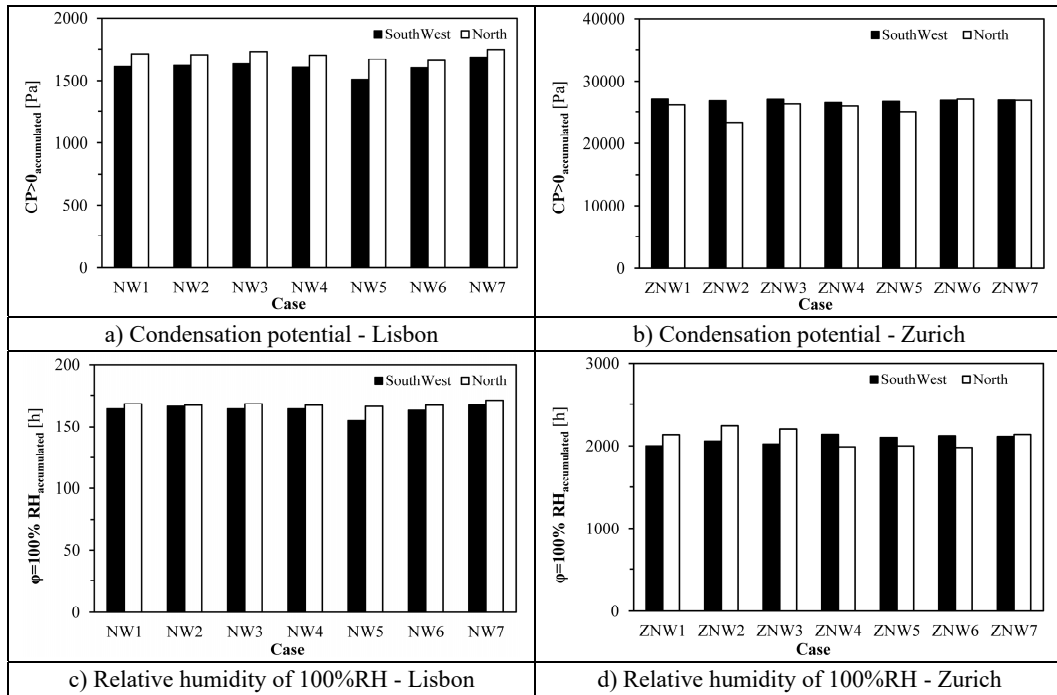 2000
1500
1000
500
0
CP>0accumulated [Pa]
SouthWest North
NW1 NW2 NW3 NW4 NW5 NW6 NW7
Case
a) Condensation potential - Lisbon
40000
30000
20000
10000
0
CP>0accumulated [Pa]
SouthWest North
ZNW1 ZNW2 ZNW3 ZNW4 ZNW5 ZNW6 ZNW7
Case
b) Condensation potential - Zurich
200
150
100
50
0
φ=100% RHaccumulated [h]
SouthWest North
NW1 NW2 NW3 NW4 NW5 NW6 NW7
Case
c) Relative humidity of 100%RH - Lisbon
3000
2000
1000
0
φ=100% RHaccumulated [h]
SouthWest North
ZNW1 ZNW2 ZNW3 ZNW4 ZNW5 ZNW6 ZNW7
Case
d) Relative humidity of 100%RH - Zurich